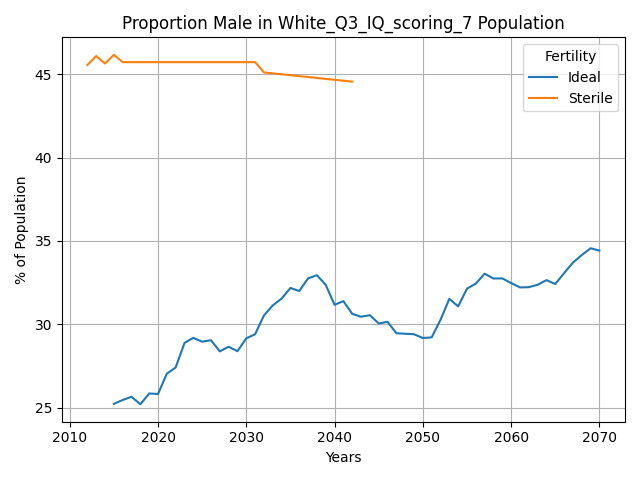 Proportion Male in White_Q3_IQ_scoring_7 Population
% of Population
45
40
35
30
25
Fertility
Ideal
Sterile
2010 2020 2030 2040 2050 2060 2070
Years